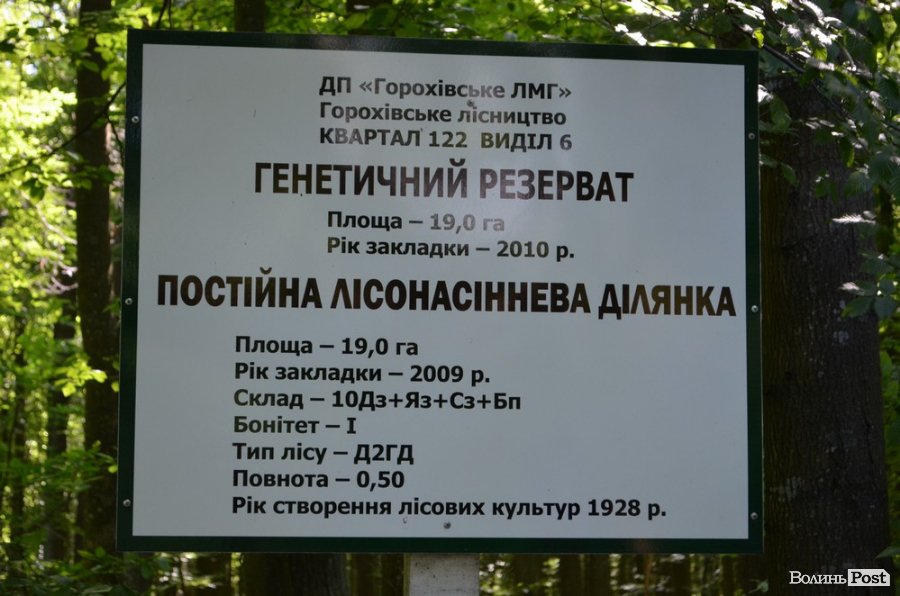 ДП «Горохівське ЛМГ»
Горохівське лісництво
КВАРТАЛ 122 ВИДІЛ 6
ГЕНЕТИЧНИЙ РЕЗЕРВАТ
Площа – 19,0 га
Рік закладки – 2010 р.
ПОСТІЙНА ЛІСОНАСІННЕВА ДІЛЯНКА
Площа – 19,0 га
Рік закладки – 2009 р.
Склад – 10Дз+Яз+Сз+Бп
Бонітет – І
Тип лісу – Д2ГД
Повнота – 0,50
Рік створення лісових культур 1928 р.
ВолиньPost